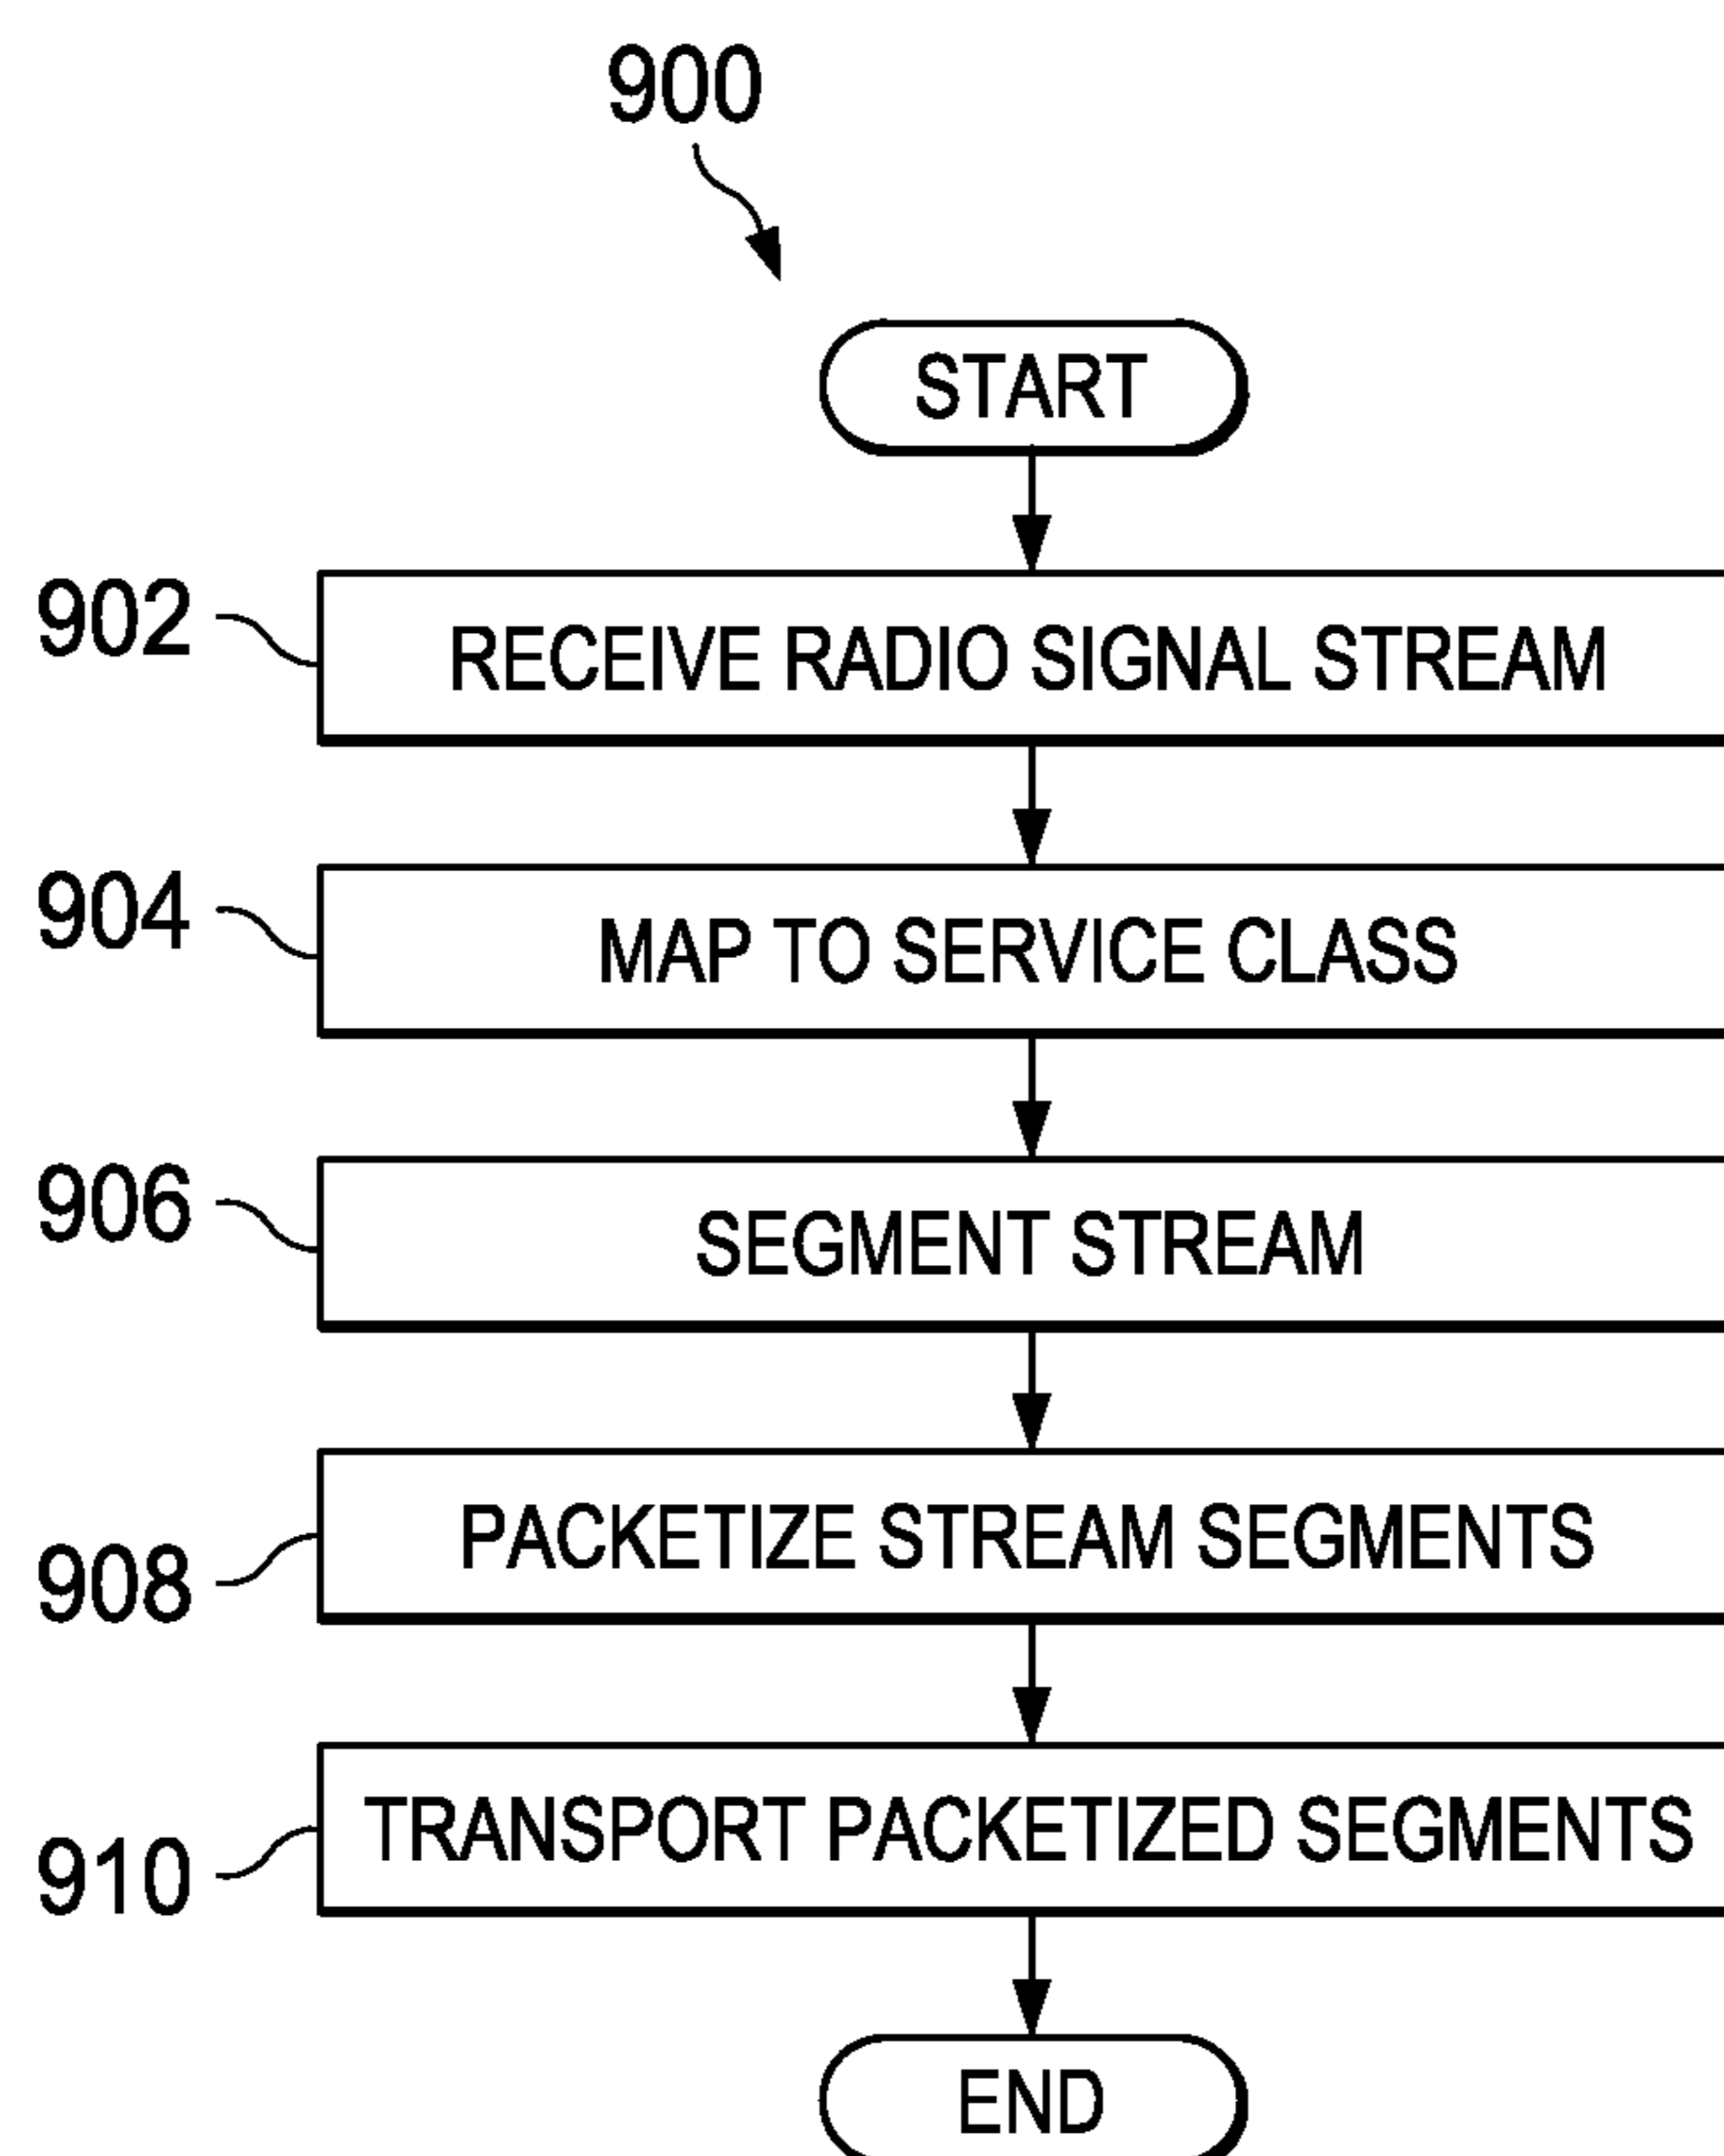 900
START
902
RECEIVE RADIO SIGNAL STREAM
904
MAP TO SERVICE CLASS
906
SEGMENT STREAM
908
PACKETIZE STREAM SEGMENTS
910
TRANSPORT PACKETIZED SEGMENTS
END